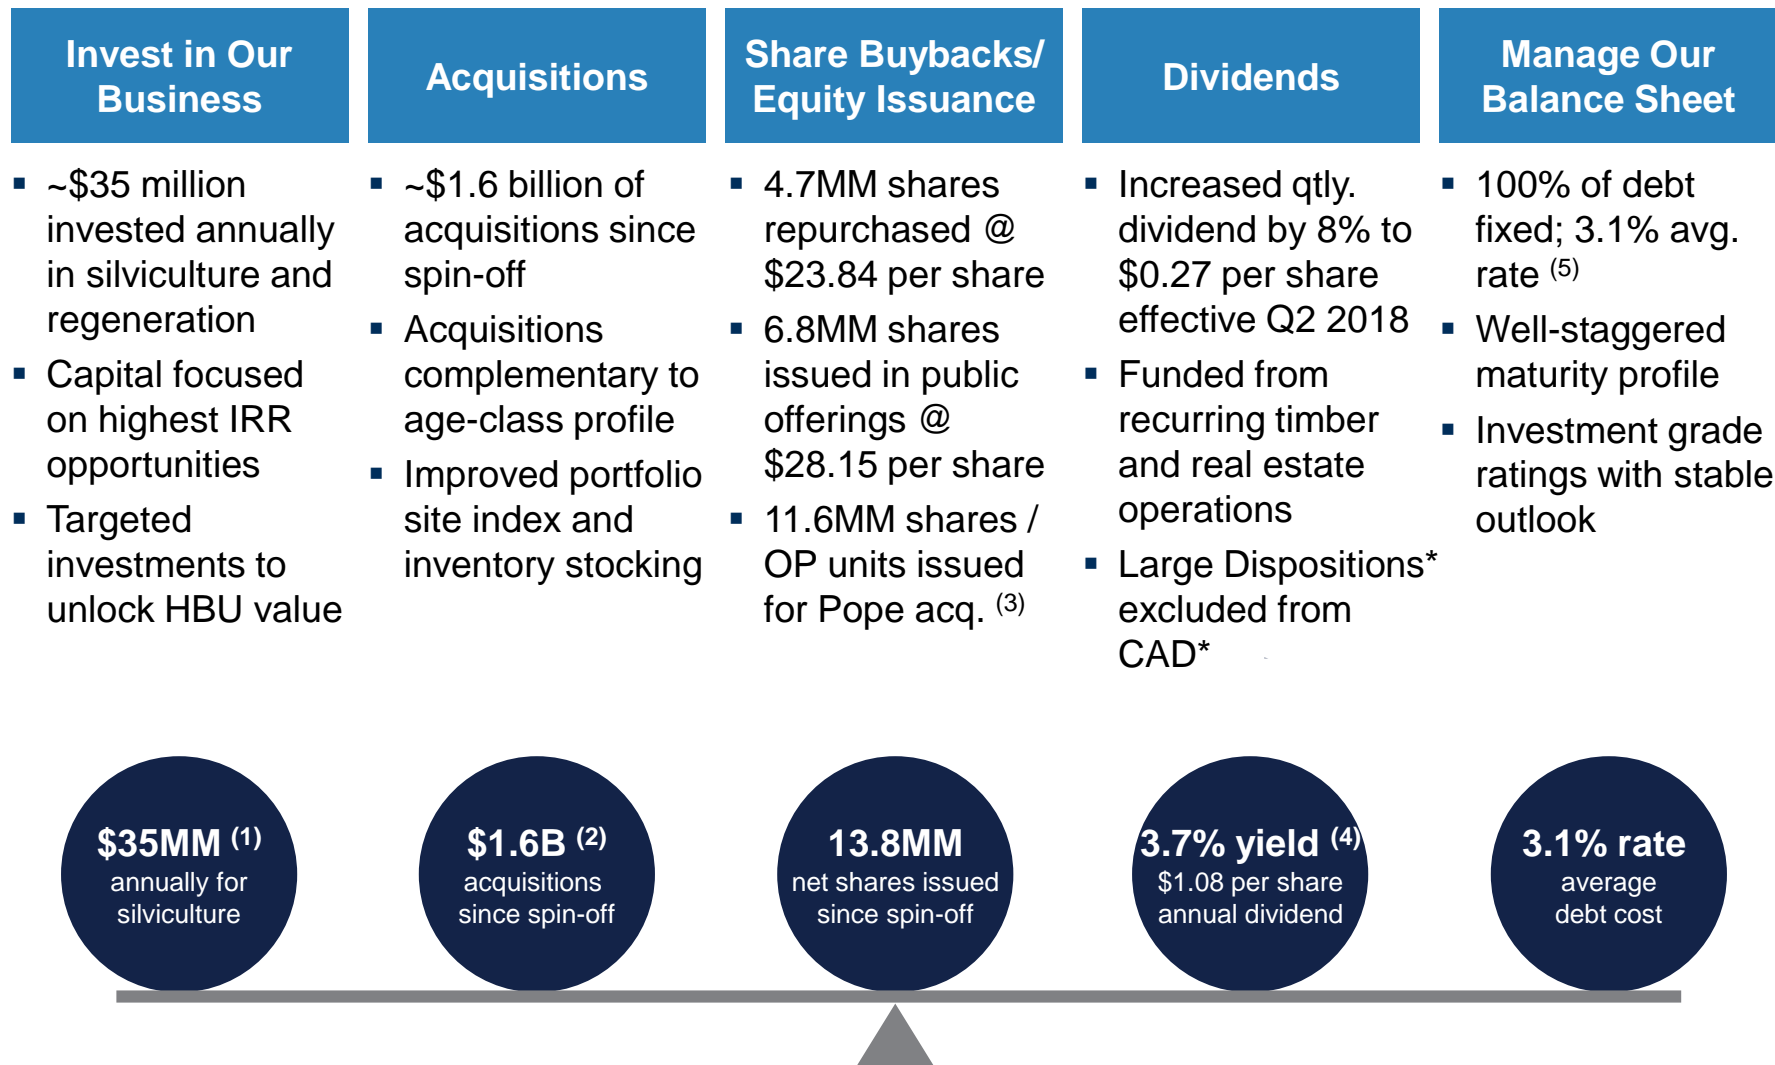 Invest in Our
Business
▪ ~$35 million
invested annually
in silviculture and
regeneration
▪ Capital focused
on highest IRR
opportunities
▪ Targeted
investments to
unlock HBU value
Acquisitions
▪ ~$1.6 billion of
acquisitions since
spin-off
▪ Acquisitions
complementary to
age-class profile
▪ Improved portfolio
site index and
inventory stocking
Share Buybacks/
Equity Issuance
▪ 4.7MM shares
repurchased @
$23.84 per share
▪ 6.8MM shares
issued in public
offerings @
$28.15 per share
▪ 11.6MM shares /
OP units issued
for Pope acq. (3)
Dividends
▪ Increased qtly.
dividend by 8% to
$0.27 per share
effective Q2 2018
▪ Funded from
recurring timber
and real estate
operations
▪ Large Dispositions*
excluded from
CAD*
Manage Our
Balance Sheet
▪ 100% of debt
fixed; 3.1% avg.
rate (5)
▪ Well-staggered
maturity profile
▪ Investment grade
ratings with stable
outlook
$35MM (1)
annually for
silviculture
$1.6B (2)
acquisitions
since spin-off
13.8MM
net shares issued
since spin-off
3.7% yield (4)
$1.08 per share
annual dividend
3.1% rate
average
debt cost